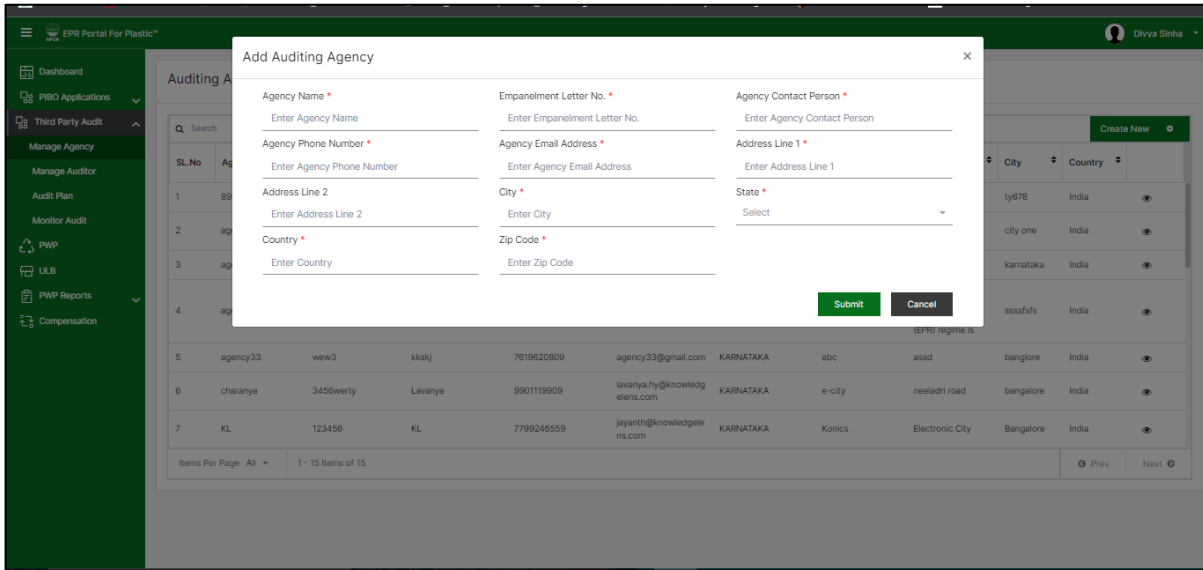 EPR Portal For Plastic™
Divya Sinha
Dashboard
PIBO Applications
Third Party Audit
Manage Agency
Manage Auditor
Audit Plan
Monitor Audit
PWP
ULB
PWP Reports
Compensation
Auditing A
Search
Create New
SL.No Ag City Country
Add Auditing Agency ×
Agency Name * Empanelment Letter No. * Agency Contact Person *
Enter Agency Name Enter Empanelment Letter No. Enter Agency Contact Person
Agency Phone Number * Agency Email Address * Address Line 1 *
Enter Agency Phone Number Enter Agency Email Address Enter Address Line 1
Address Line 2 City * State *
Enter Address Line 2 Enter City Select
Country * Zip Code *
Enter Country Enter Zip Code
Submit Cancel
1 89 ty678 India
2 ag city one India
3 ag karnataka India
4 ag ssssfsfs India
(EPR) regime is
5 agency33 wew3 kkskj 7619620809 agency33@gmail.com KARNATAKA abc assd banglore India
6 charanya 3456werty Lavanya 9901119909 lavanya.hy@knowledg KARNATAKA e-city neeladri road bangalore India
elens.com
7 KL 123456 KL 7799246559 jayanth@knowledgele KARNATAKA Konics Electronic City Bangalore India
ns.com
Items Per Page All 1 - 15 Items of 15 Prev Next